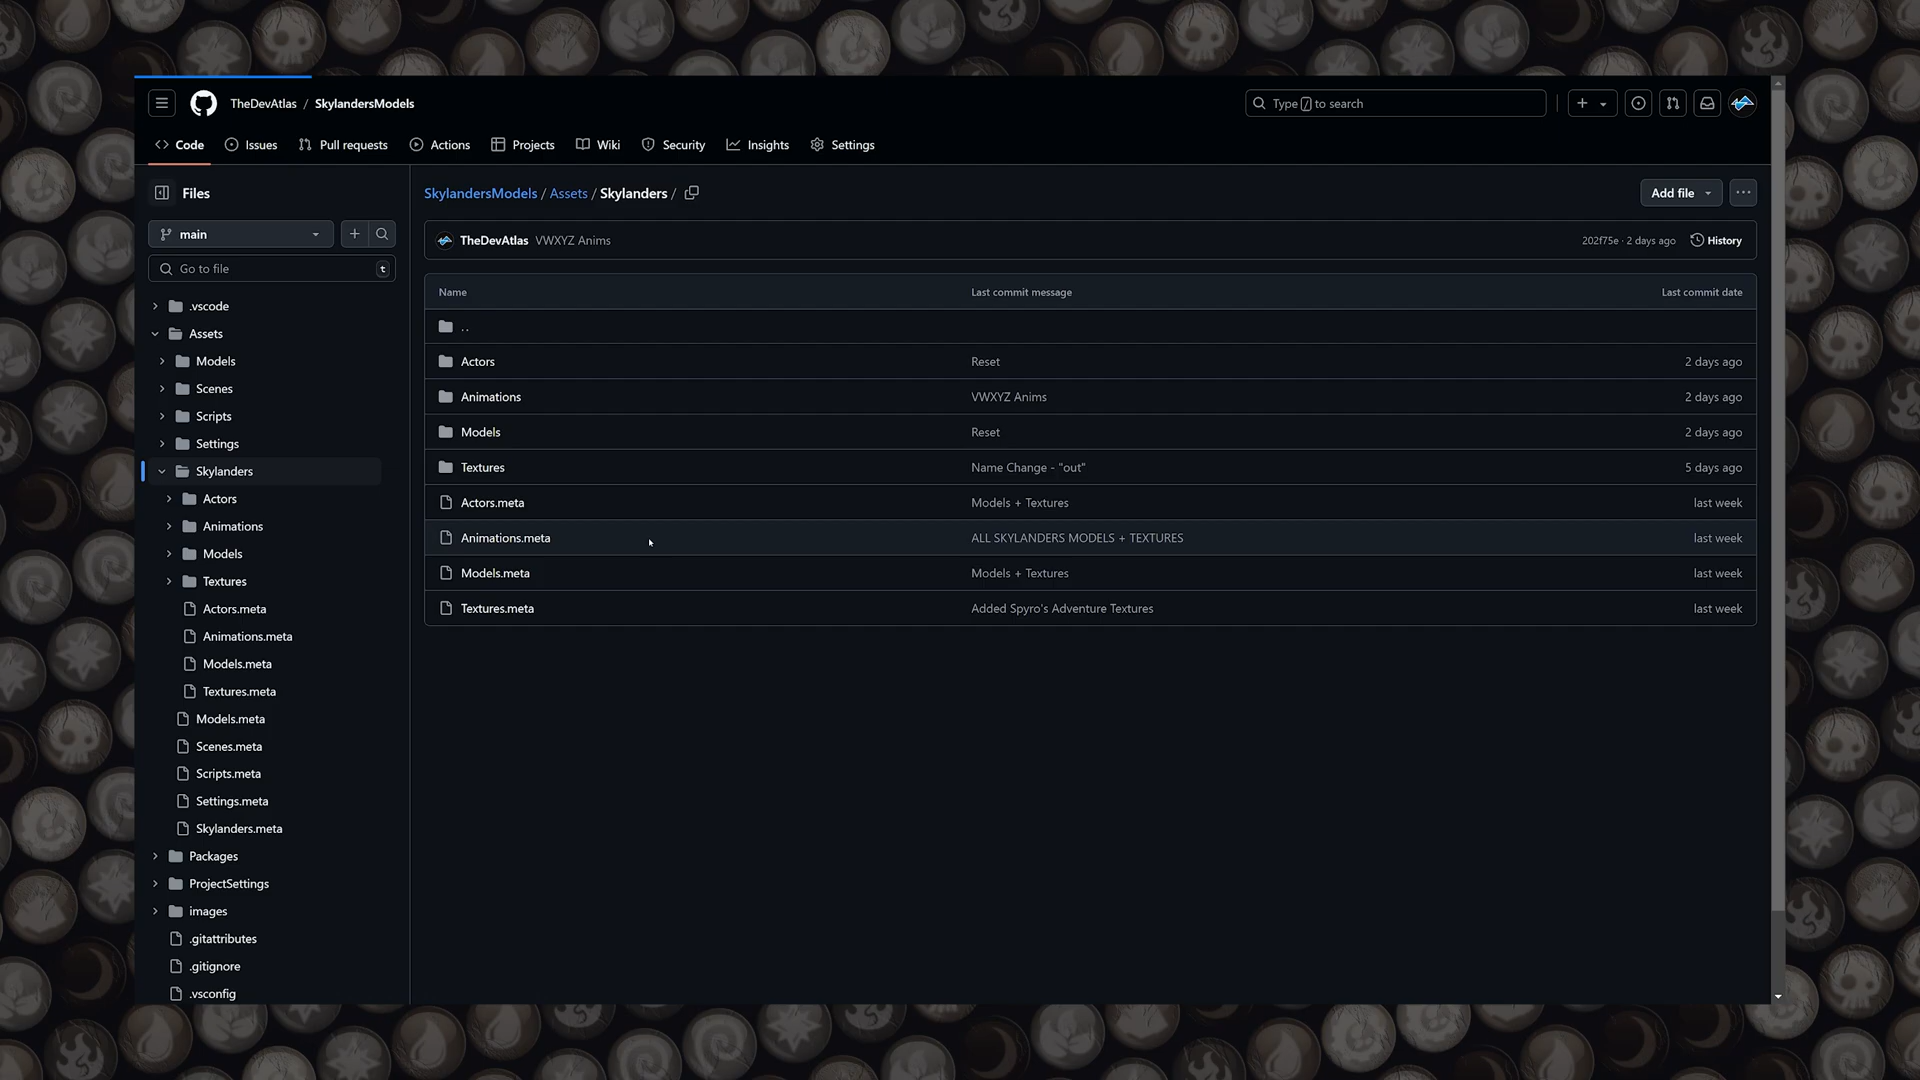 TheDevAtlas / SkylandersModels
Type / to search
Code Issues Pull requests Actions Projects Wiki Security Insights Settings
Files
main
Go to file t
.vscode
Assets
Models
Scenes
Scripts
Settings
Skylanders
Actors
Animations
Models
Textures
Actors.meta
Animations.meta
Models.meta
Textures.meta
Models.meta
Scenes.meta
Scripts.meta
Settings.meta
Skylanders.meta
Packages
ProjectSettings
images
.gitattributes
.gitignore
.vsconfig
SkylandersModels / Assets / Skylanders /
Add file ...
TheDevAtlas VWXYZ Anims 202f75e · 2 days ago History
Name Last commit message Last commit date
..
Actors Reset 2 days ago
Animations VWXYZ Anims 2 days ago
Models Reset 2 days ago
Textures Name Change - "out" 5 days ago
Actors.meta Models + Textures last week
Animations.meta ALL SKYLANDERS MODELS + TEXTURES last week
Models.meta Models + Textures last week
Textures.meta Added Spyro's Adventure Textures last week